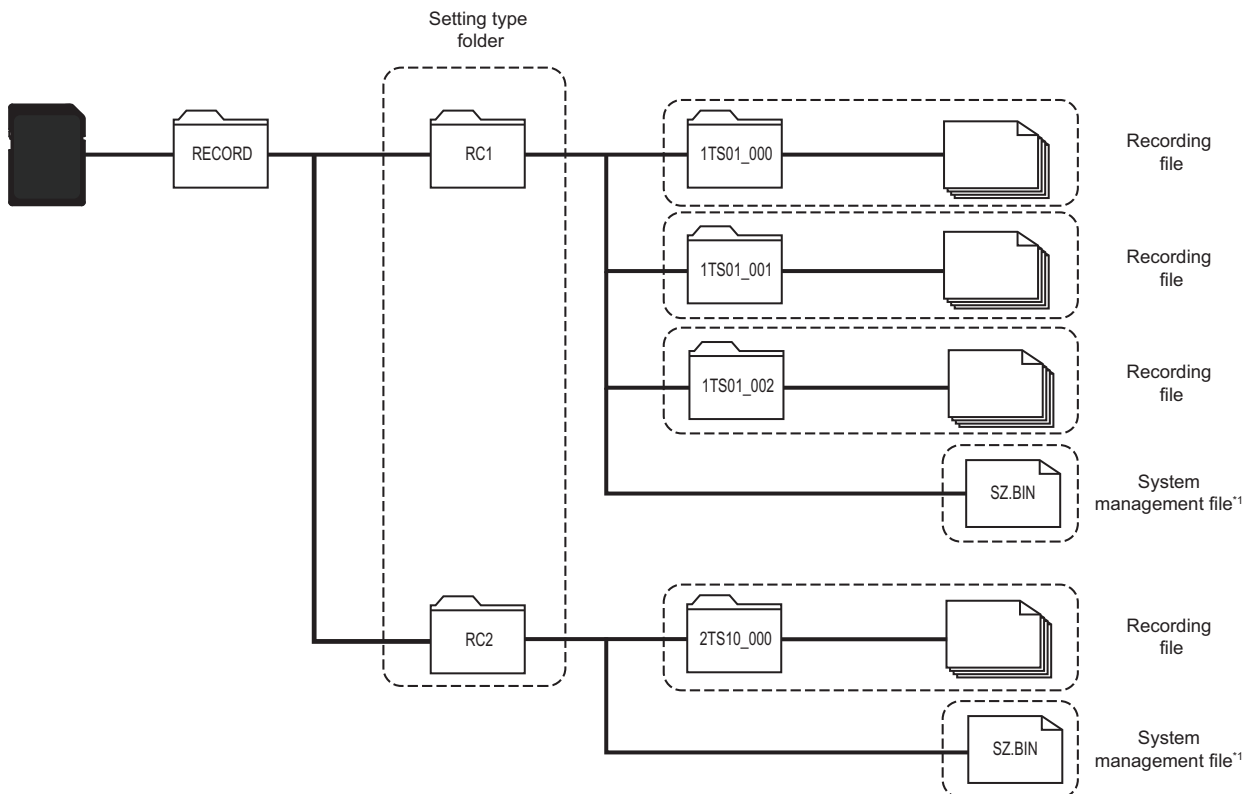 Setting type
folder
RECORD
RC1
1TS01_000
Recording
file
1TS01_001
Recording
file
1TS01_002
Recording
file
SZ.BIN
System
management file*1
RC2
2TS10_000
Recording
file
SZ.BIN
System
management file*1